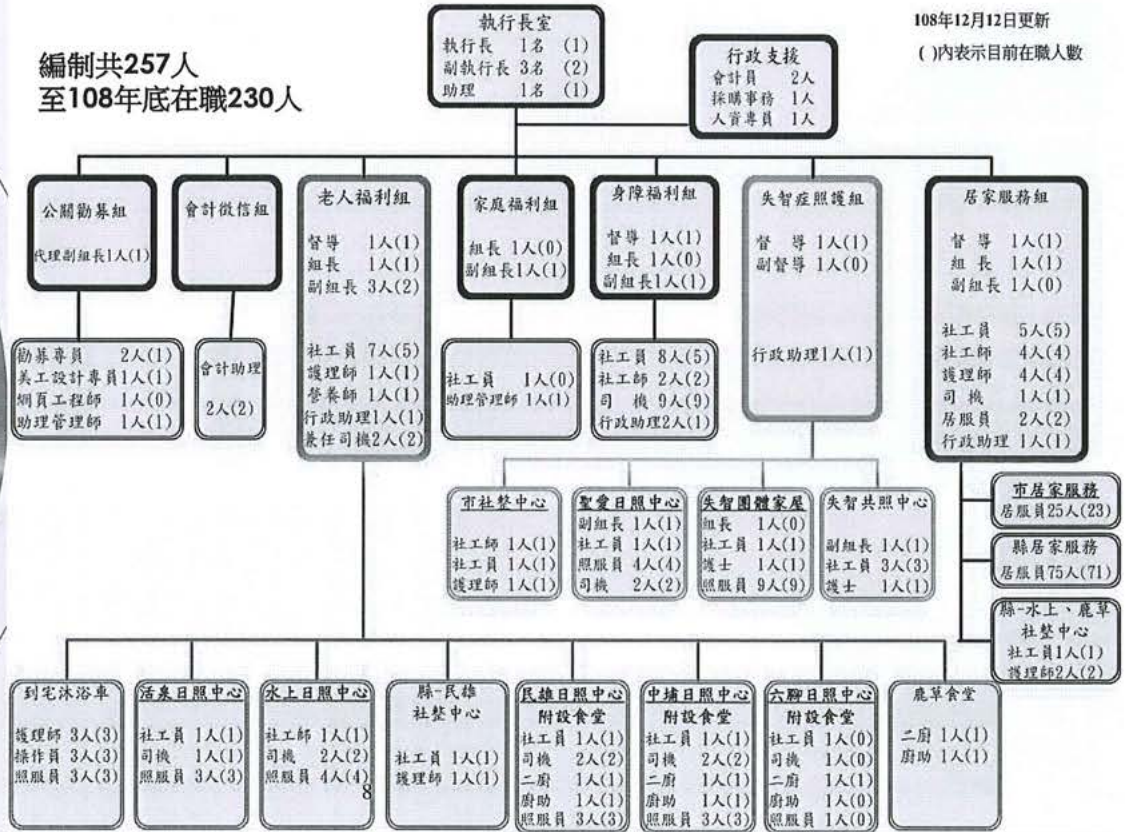 108年12月12日更新
( )內表示目前在職人數
編制共257人
至108年底在職230人
執行長室
執行長 1名 (1)
副執行長 3名 (2)
助理 1名 (1)
行政支援
會計員 2人
採購事務 1人
人資專員 1人
公關勸募組
代理副組長1人(1)
勸募專員 2人(1)
美工設計專員1人(1)
網頁工程師 1人(0)
助理管理師 1人(1)
會計徵信組
會計助理
2人(2)
老人福利組
督導 1人(1)
組長 1人(1)
副組長 3人(2)
社工員 7人(5)
護理師 1人(1)
營養師 1人(1)
行政助理1人(1)
兼任司機2人(2)
家庭福利組
組長 1人(0)
副組長1人(1)
社工員 1人(0)
助理管理師 1人(1)
身障福利組
督導 1人(1)
組長 1人(0)
副組長1人(1)
社工員 8人(5)
社工師 2人(2)
司機 9人(9)
行政助理2人(1)
失智症照護組
督導 1人(1)
副督導 1人(0)
行政助理1人(1)
居家服務組
督導 1人(1)
組長 1人(1)
副組長 1人(0)
社工員 5人(5)
社工師 4人(4)
護理師 4人(4)
司機 1人(1)
居服員 2人(2)
行政助理 1人(1)
市社整中心
社工師 1人(1)
社工員 1人(1)
護理師 1人(1)
聖愛日照中心
副組長 1人(1)
社工員 1人(1)
照服員 4人(4)
司機 2人(2)
失智團體家屋
組長 1人(0)
社工員 1人(1)
護士 1人(1)
照服員 9人(9)
失智共照中心
副組長 1人(1)
社工員 3人(3)
護士 1人(1)
市居家服務
居服員25人(23)
縣居家服務
居服員75人(71)
縣-水上、鹿草
社整中心
社工員1人(1)
護理師2人(2)
到宅沐浴車
護理師 3人(3)
操作員 3人(3)
照服員 3人(3)
活泉日照中心
社工員 1人(1)
司機 1人(1)
照服員 3人(3)
水上日照中心
社工師 1人(1)
司機 2人(2)
照服員 4人(4)
8
縣-民雄
社整中心
社工員 1人(1)
護理師 1人(1)
民雄日照中心
附設食堂
社工員 1人(1)
司機 2人(2)
二廚 1人(1)
廚助 1人(1)
照服員 3人(3)
中埔日照中心
附設食堂
社工員 1人(1)
司機 2人(2)
二廚 1人(1)
廚助 1人(1)
照服員 3人(3)
六腳日照中心
附設食堂
社工員 1人(0)
司機 1人(0)
二廚 1人(1)
廚助 1人(0)
照服員 1人(0)
鹿草食堂
二廚 1人(1)
廚助 1人(1)